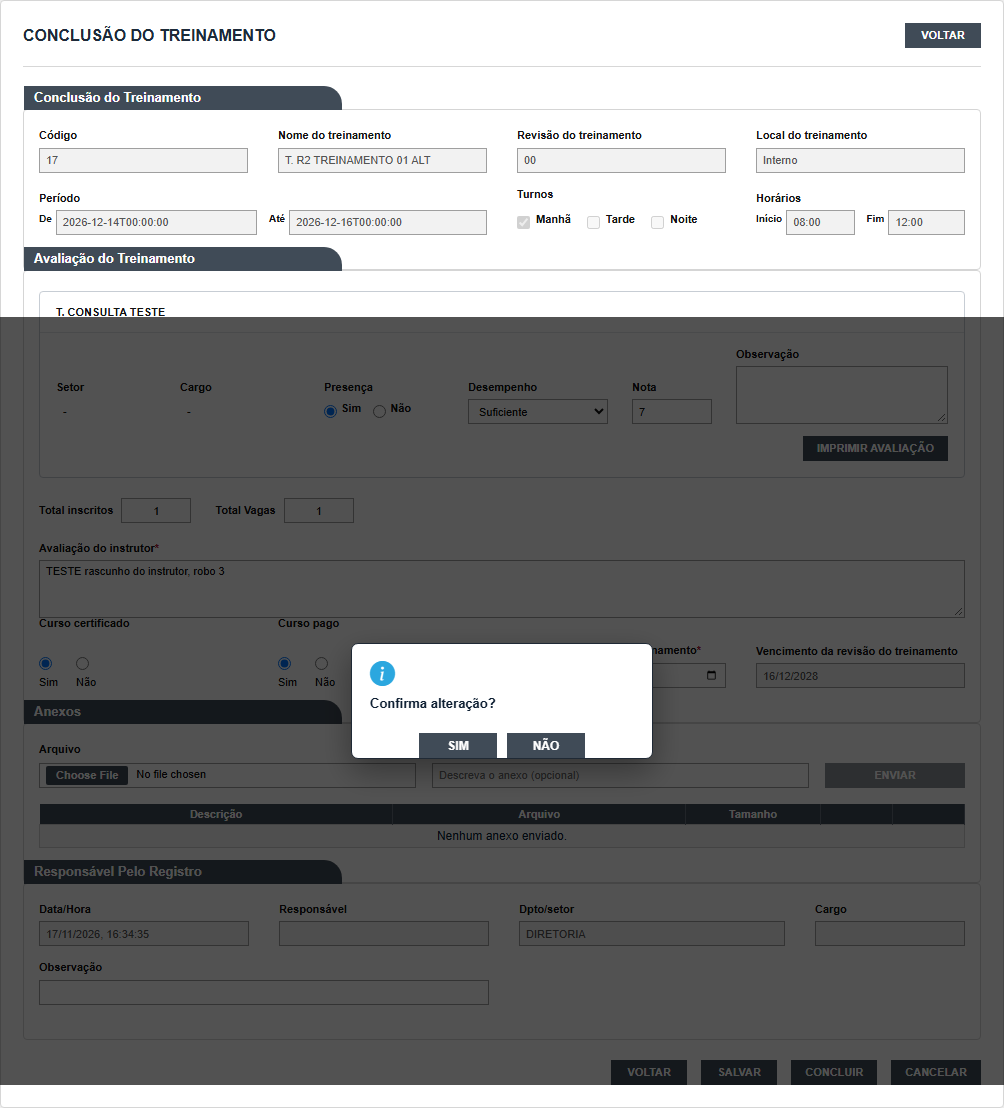 CONCLUSÃO DO TREINAMENTO
VOLTAR
Conclusão do Treinamento
Código
Nome do treinamento
Revisão do treinamento
Local do treinamento
17
T. R2 TREINAMENTO 01 ALT
00
Interno
Período
Turnos
Horários
De
2026-12-14T00:00:00
Até
2026-12-16T00:00:00
Manhã
Tarde
Noite
Início
08:00
Fim
12:00
Avaliação do Treinamento
T. CONSULTA TESTE
Setor
Cargo
Presença
Desempenho
Nota
Observação
-
-
Sim
Não
Suficiente
7
IMPRIMIR AVALIAÇÃO
Total inscritos
1
Total Vagas
1
Avaliação do instrutor*
TESTE rascunho do instrutor, robo 3
Curso certificado
Curso pago
namento*
Vencimento da revisão do treinamento
Sim
Não
Sim
Não
16/12/2028
Confirma alteração?
SIM
NÃO
Anexos
Arquivo
Choose File
No file chosen
Descreva o anexo (opcional)
ENVIAR
Descrição
Arquivo
Tamanho
Nenhum anexo enviado.
Responsável Pelo Registro
Data/Hora
Responsável
Dpto/setor
Cargo
17/11/2026, 16:34:35
DIRETORIA
Observação
VOLTAR
SALVAR
CONCLUIR
CANCELAR